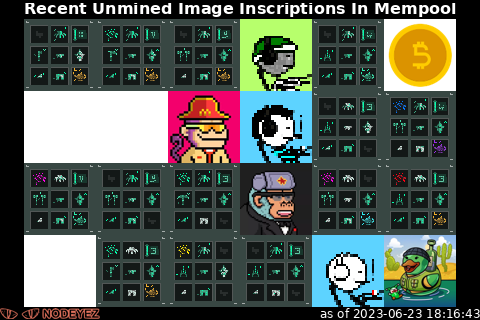 Recent Unmined Image Inscriptions In Mempool
NODEYEZ
as of 2023-06-23 18:16:43